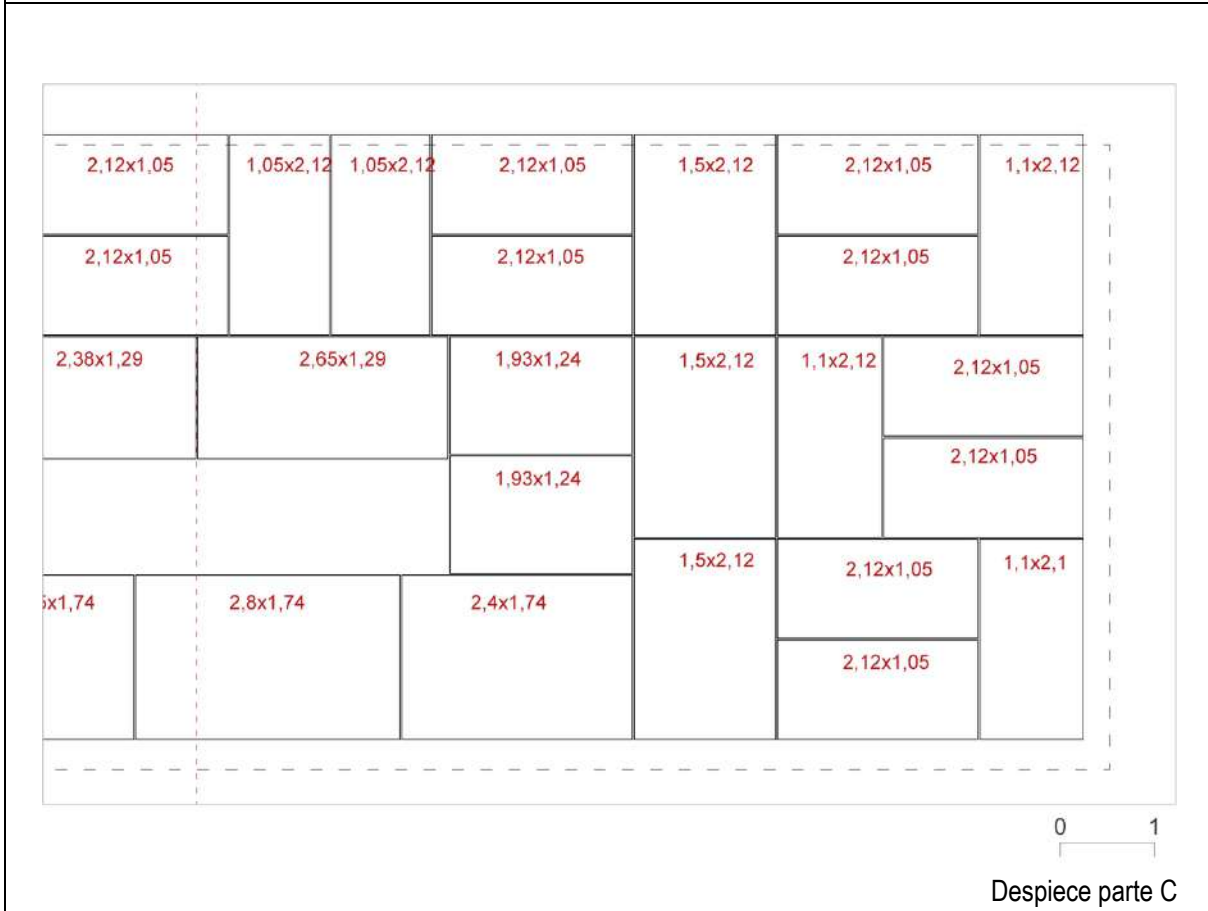 2,12x1,05 1,05x2,12 1,05x2,12 2,12x1,05 1,5x2,12 2,12x1,05 1,1x2,12
2,12x1,05 2,12x1,05 2,12x1,05
2,38x1,29 2,65x1,29 1,93x1,24 1,5x2,12 1,1x2,12 2,12x1,05
2,12x1,05
1,93x1,24
1,5x2,12 2,12x1,05 1,1x2,1
5x1,74 2,8x1,74 2,4x1,74
2,12x1,05
0 1
Despiece parte C